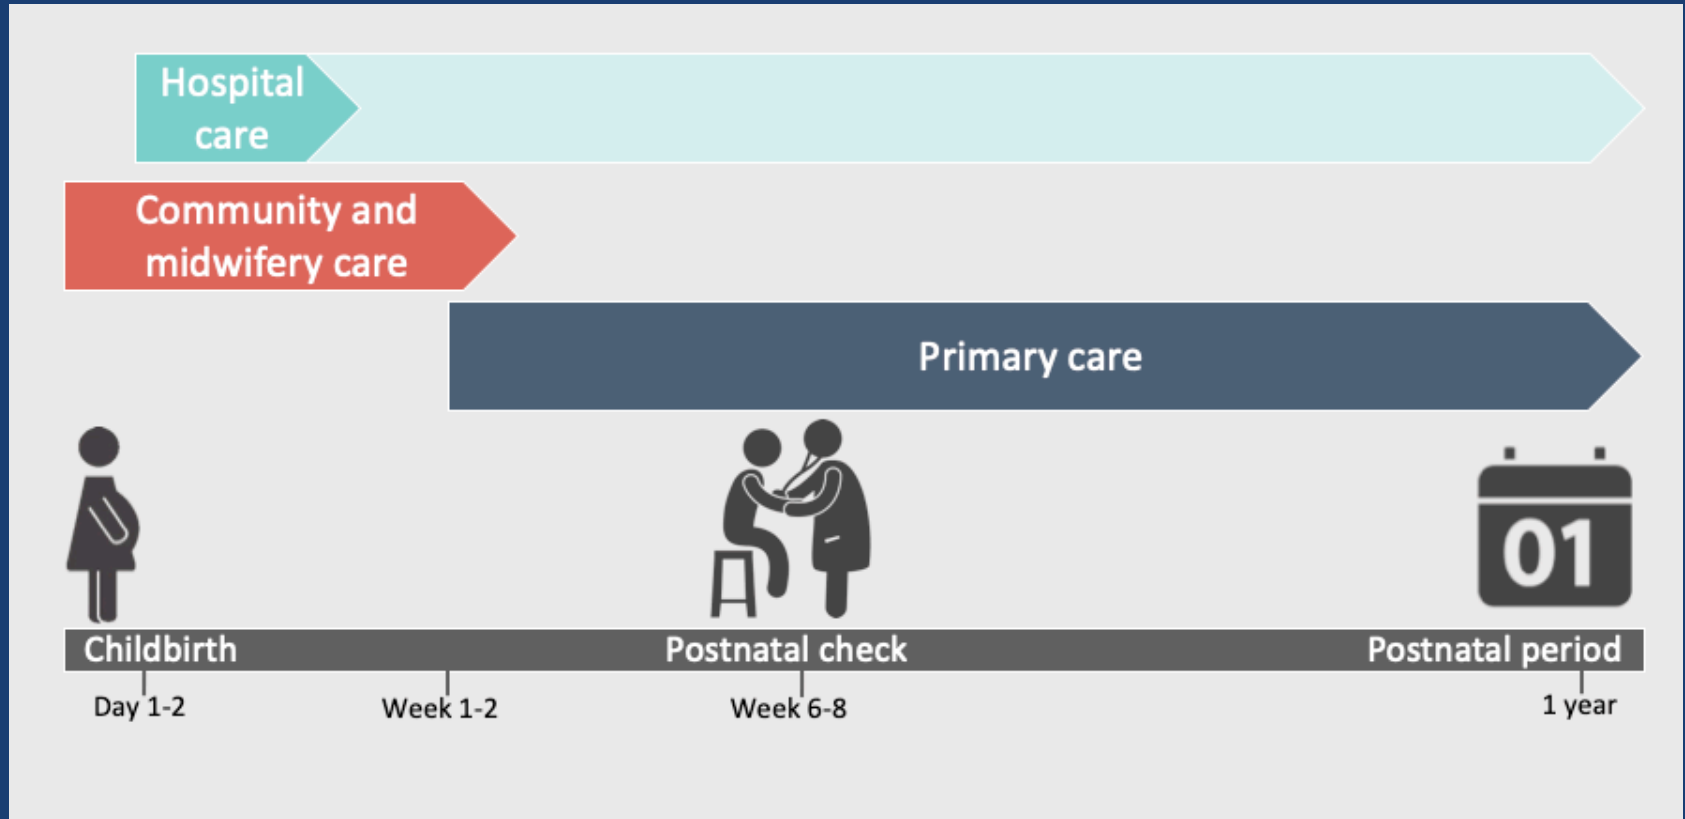 Hospital
care
Community and
midwifery care
Primary care
01
Childbirth
Postnatal check
Postnatal period
Day 1-2
Week 1-2
Week 6-8
1 year